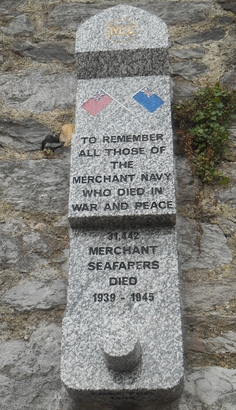 TO REMEMBER
ALL THOSE OF
THE
MERCHANT NAVY
WHO DIED IN
WAR AND PEACE
31,442
MERCHANT
SEAFARERS
DIED
1939 - 1945